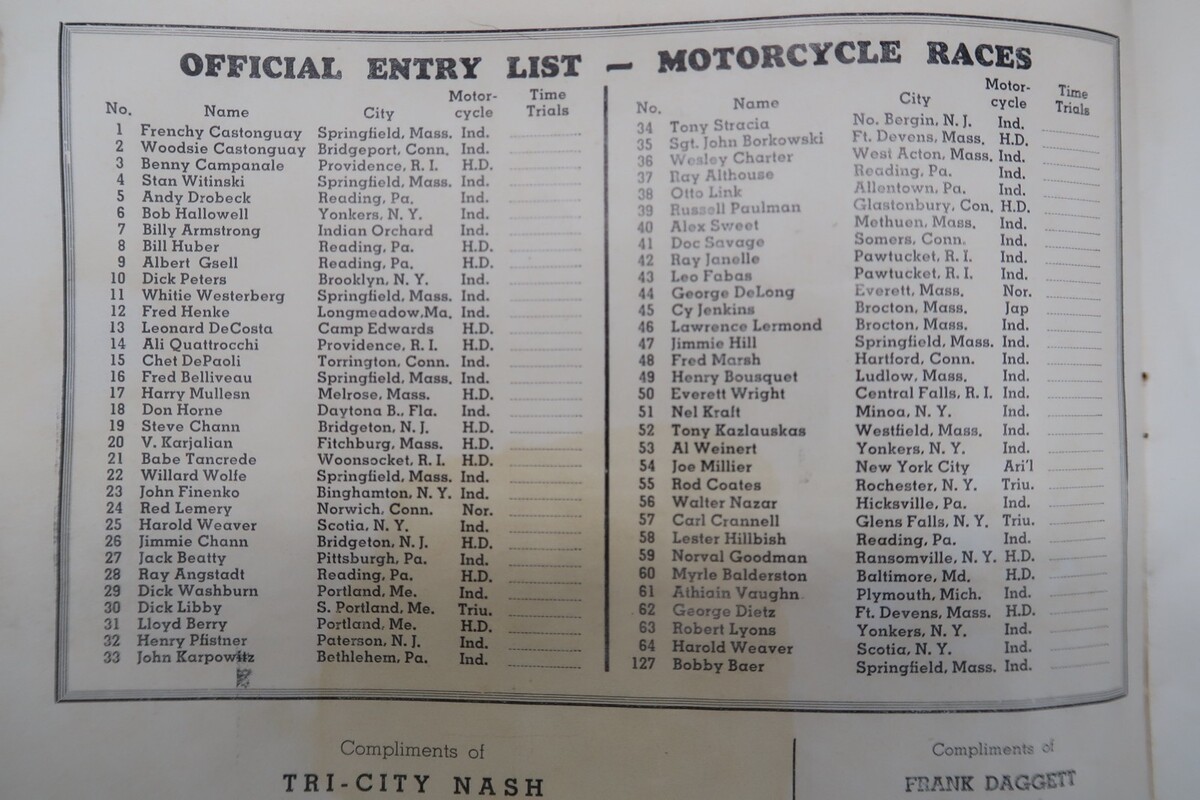 OFFICIAL ENTRY LIST — MOTORCYCLE RACES
No. Name City Motor-cycle Time Trials
1 Frenchy Castonguay Springfield, Mass. Ind.
2 Woodsie Castonguay Bridgeport, Conn. Ind.
3 Benny Campanale Providence, R. I. H.D.
4 Stan Witinski Springfield, Mass. Ind.
5 Andy Drobeck Reading, Pa. Ind.
6 Bob Hallowell Yonkers, N. Y. Ind.
7 Billy Armstrong Indian Orchard Ind.
8 Bill Huber Reading, Pa. H.D.
9 Albert Gsell Reading, Pa. H.D.
10 Dick Peters Brooklyn, N. Y. Ind.
11 Whitie Westerberg Springfield, Mass. Ind.
12 Fred Henke Longmeadow,Ma. Ind.
13 Leonard DeCosta Camp Edwards H.D.
14 Ali Quattrocchi Providence, R. I. H.D.
15 Chet DePaoli Torrington, Conn. Ind.
16 Fred Belliveau Springfield, Mass. Ind.
17 Harry Mullesn Melrose, Mass. H.D.
18 Don Horne Daytona B., Fla. Ind.
19 Steve Chann Bridgeton, N. J. H.D.
20 V. Karjalian Fitchburg, Mass. H.D.
21 Babe Tancrede Woonsocket, R. I. H.D.
22 Willard Wolfe Springfield, Mass. Ind.
23 John Finenko Binghamton, N. Y. Ind.
24 Red Lemery Norwich, Conn. Nor.
25 Harold Weaver Scotia, N. Y. Ind.
26 Jimmie Chann Bridgeton, N. J. H.D.
27 Jack Beatty Pittsburgh, Pa. Ind.
28 Ray Angstadt Reading, Pa. H.D.
29 Dick Washburn Portland, Me. Ind.
30 Dick Libby S. Portland, Me. Triu.
31 Lloyd Berry Portland, Me. H.D.
32 Henry Pfistner Paterson, N. J. Ind.
33 John Karpowitz Bethlehem, Pa. Ind.
No. Name City Motor-cycle Time Trials
34 Tony Stracia No. Bergin, N. J. Ind.
35 Sgt. John Borkowski Ft. Devens, Mass. H.D.
36 Wesley Charter West Acton, Mass. Ind.
37 Ray Althouse Reading, Pa. Ind.
38 Otto Link Allentown, Pa. Ind.
39 Russell Paulman Glastonbury, Con. H.D.
40 Alex Sweet Methuen, Mass. Ind.
41 Doc Savage Somers, Conn. Ind.
42 Ray Janelle Pawtucket, R. I. Ind.
43 Leo Fabas Pawtucket, R. I. Ind.
44 George DeLong Everett, Mass. Nor.
45 Cy Jenkins Brocton, Mass. Jap
46 Lawrence Lermond Brocton, Mass. Ind.
47 Jimmie Hill Springfield, Mass. Ind.
48 Fred Marsh Hartford, Conn. Ind.
49 Henry Bousquet Ludlow, Mass. Ind.
50 Everett Wright Central Falls, R. I. Ind.
51 Nel Kraft Minoa, N. Y. Ind.
52 Tony Kazlauskas Westfield, Mass. Ind.
53 Al Weinert Yonkers, N. Y. Ind.
54 Joe Millier New York City Ari'l
55 Rod Coates Rochester, N. Y. Triu.
56 Walter Nazar Hicksville, Pa. Ind.
57 Carl Crannell Glens Falls, N. Y. Triu.
58 Lester Hillbish Reading, Pa. Ind.
59 Norval Goodman Ransomville, N. Y. H.D.
60 Myrle Balderston Baltimore, Md. H.D.
61 Athiain Vaughn Plymouth, Mich. Ind.
62 George Dietz Ft. Devens, Mass. H.D.
63 Robert Lyons Yonkers, N. Y. Ind.
64 Harold Weaver Scotia, N. Y. Ind.
127 Bobby Baer Springfield, Mass. Ind.
Compliments of
TRI-CITY NASH
Compliments of
FRANK DAGGETT